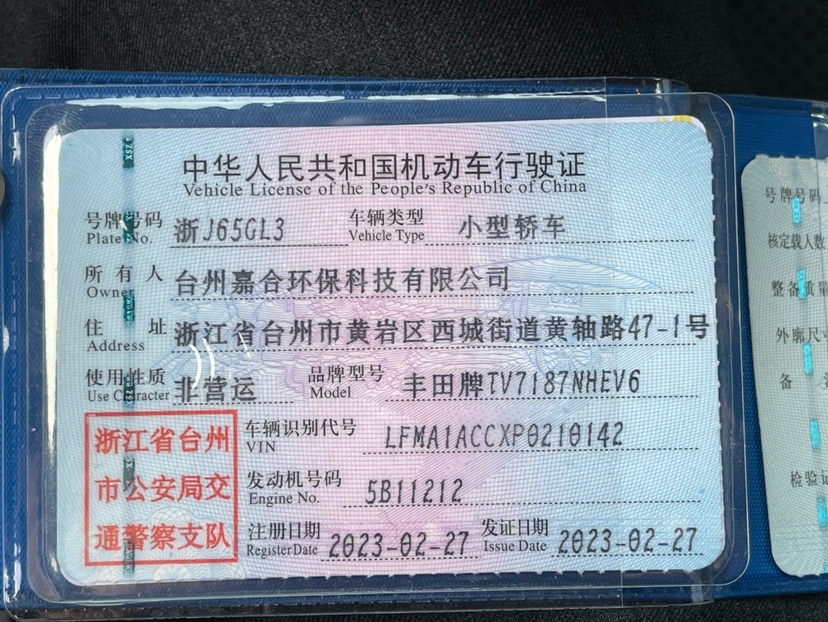 中华人民共和国机动车行驶证
Vehicle License of the People's Republic of China
号牌号码 浙J65GL3 车辆类型 小型轿车
Plate No. Vehicle Type
所有人 台州嘉合环保科技有限公司
Owner
住址 浙江省台州市黄岩区西城街道黄轴路47-1号
Address
使用性质 非营运 品牌型号 丰田牌TV7187NHEV6
Use Character Model
车辆识别代号 LFMA1ACCXP0210142
VIN
发动机号码 5B11212
Engine No.
注册日期 2023-02-27 发证日期 2023-02-27
Register Date Issue Date
浙江省台州
市公安局交
通警察支队
号牌号码
核定载人数
整备质量
外廓尺寸
备
检验记